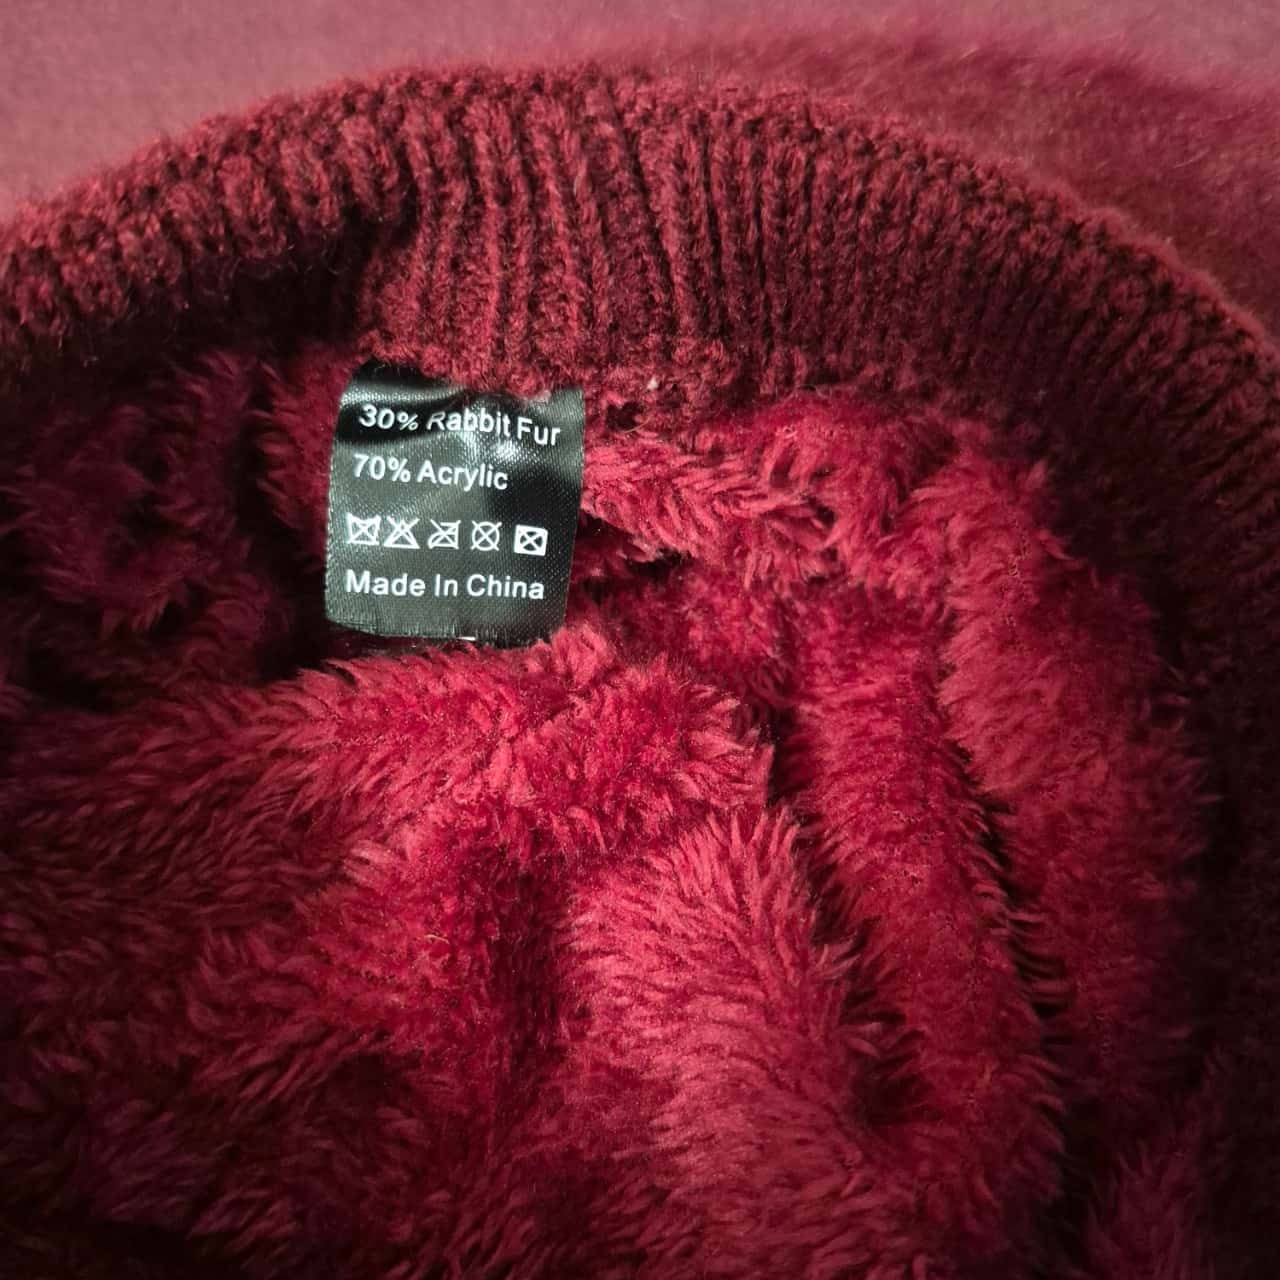 30% Rabbit Fur
70% Acrylic
Made In China